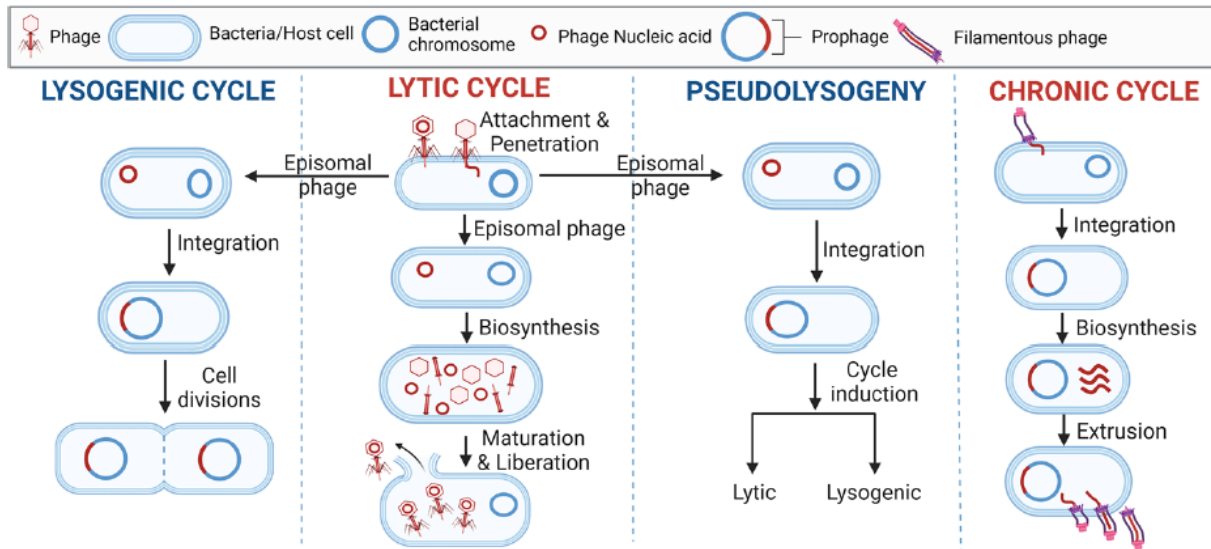 Phage
Bacteria/Host cell
Bacterial
chromosome
Phage Nucleic acid
Prophage
Filamentous phage
LYSOGENIC CYCLE
Episomal
phage
Integration
Cell
divisions
LYTIC CYCLE
Attachment &
Penetration
Episomal phage
Biosynthesis
Maturation
& Liberation
PSEUDOLYSOGENY
Episomal
phage
Integration
Cycle
induction
Lytic
Lysogenic
CHRONIC CYCLE
Integration
Biosynthesis
Extrusion